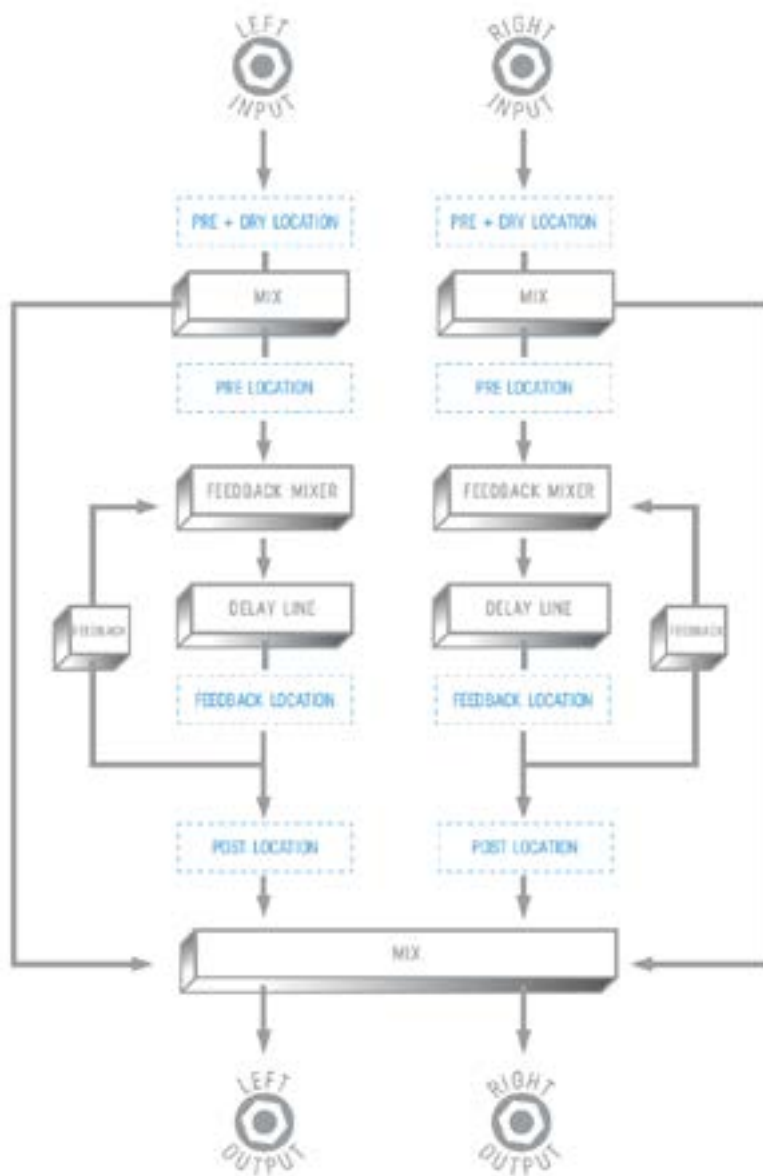 LEFT
INPUT
RIGHT
INPUT
PRE + DRY LOCATION
PRE + DRY LOCATION
MIX
MIX
PRE LOCATION
PRE LOCATION
FEEDBACK MIXER
FEEDBACK MIXER
DELAY LINE
DELAY LINE
FEEDBACK
FEEDBACK
FEEDBACK LOCATION
FEEDBACK LOCATION
POST LOCATION
POST LOCATION
MIX
LEFT
OUTPUT
RIGHT
OUTPUT